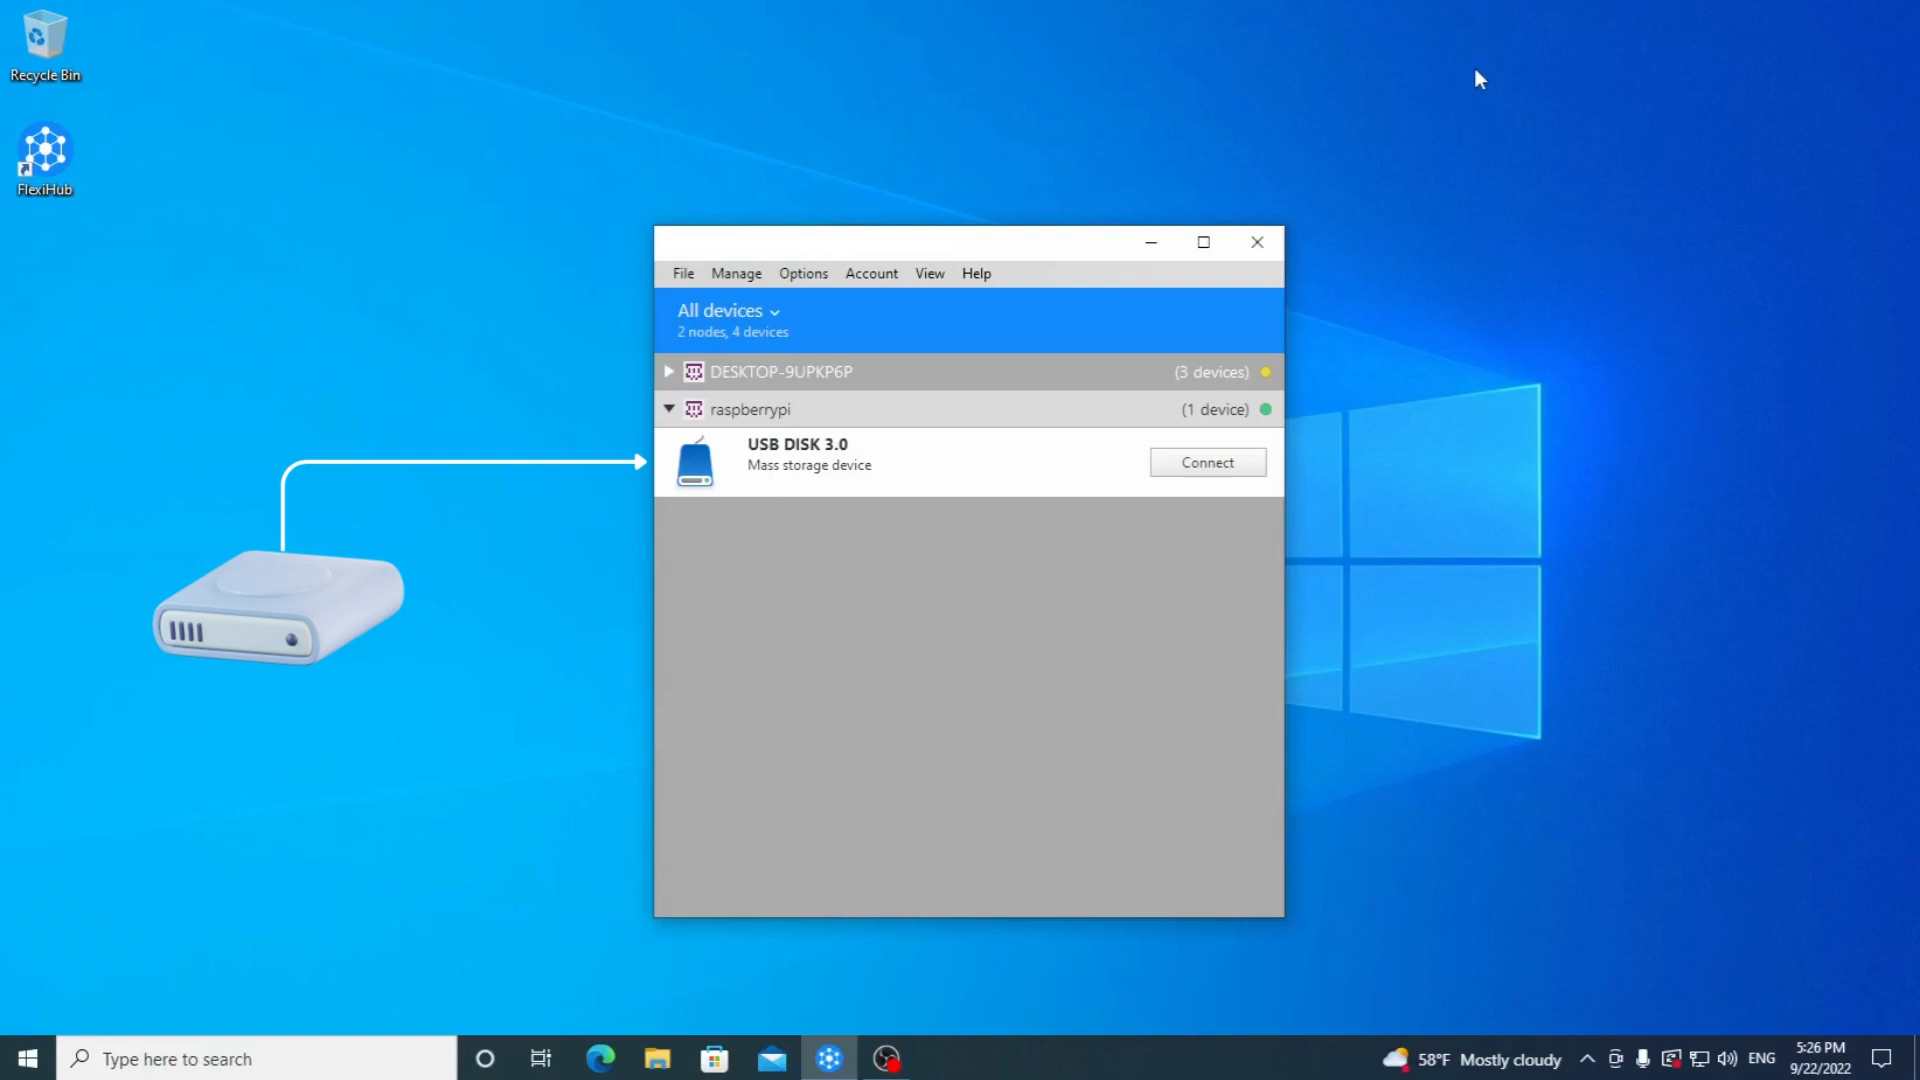 Recycle Bin
FlexiHub
File Manage Options Account View Help
All devices
2 nodes, 4 devices
DESKTOP-9UPKP6P (3 devices)
raspberrypi (1 device)
USB DISK 3.0
Mass storage device
Connect
Type here to search
58°F Mostly cloudy
ENG
5:26 PM
9/22/2022